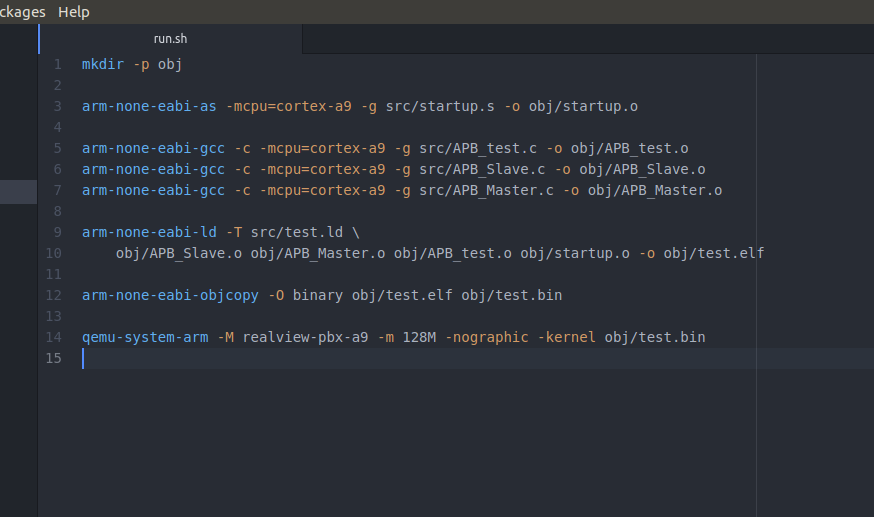 ckages Help
run.sh
1 mkdir -p obj
2
3 arm-none-eabi-as -mcpu=cortex-a9 -g src/startup.s -o obj/startup.o
4
5 arm-none-eabi-gcc -c -mcpu=cortex-a9 -g src/APB_test.c -o obj/APB_test.o
6 arm-none-eabi-gcc -c -mcpu=cortex-a9 -g src/APB_Slave.c -o obj/APB_Slave.o
7 arm-none-eabi-gcc -c -mcpu=cortex-a9 -g src/APB_Master.c -o obj/APB_Master.o
8
9 arm-none-eabi-ld -T src/test.ld \
10 obj/APB_Slave.o obj/APB_Master.o obj/APB_test.o obj/startup.o -o obj/test.elf
11
12 arm-none-eabi-objcopy -O binary obj/test.elf obj/test.bin
13
14 qemu-system-arm -M realview-pbx-a9 -m 128M -nographic -kernel obj/test.bin
15